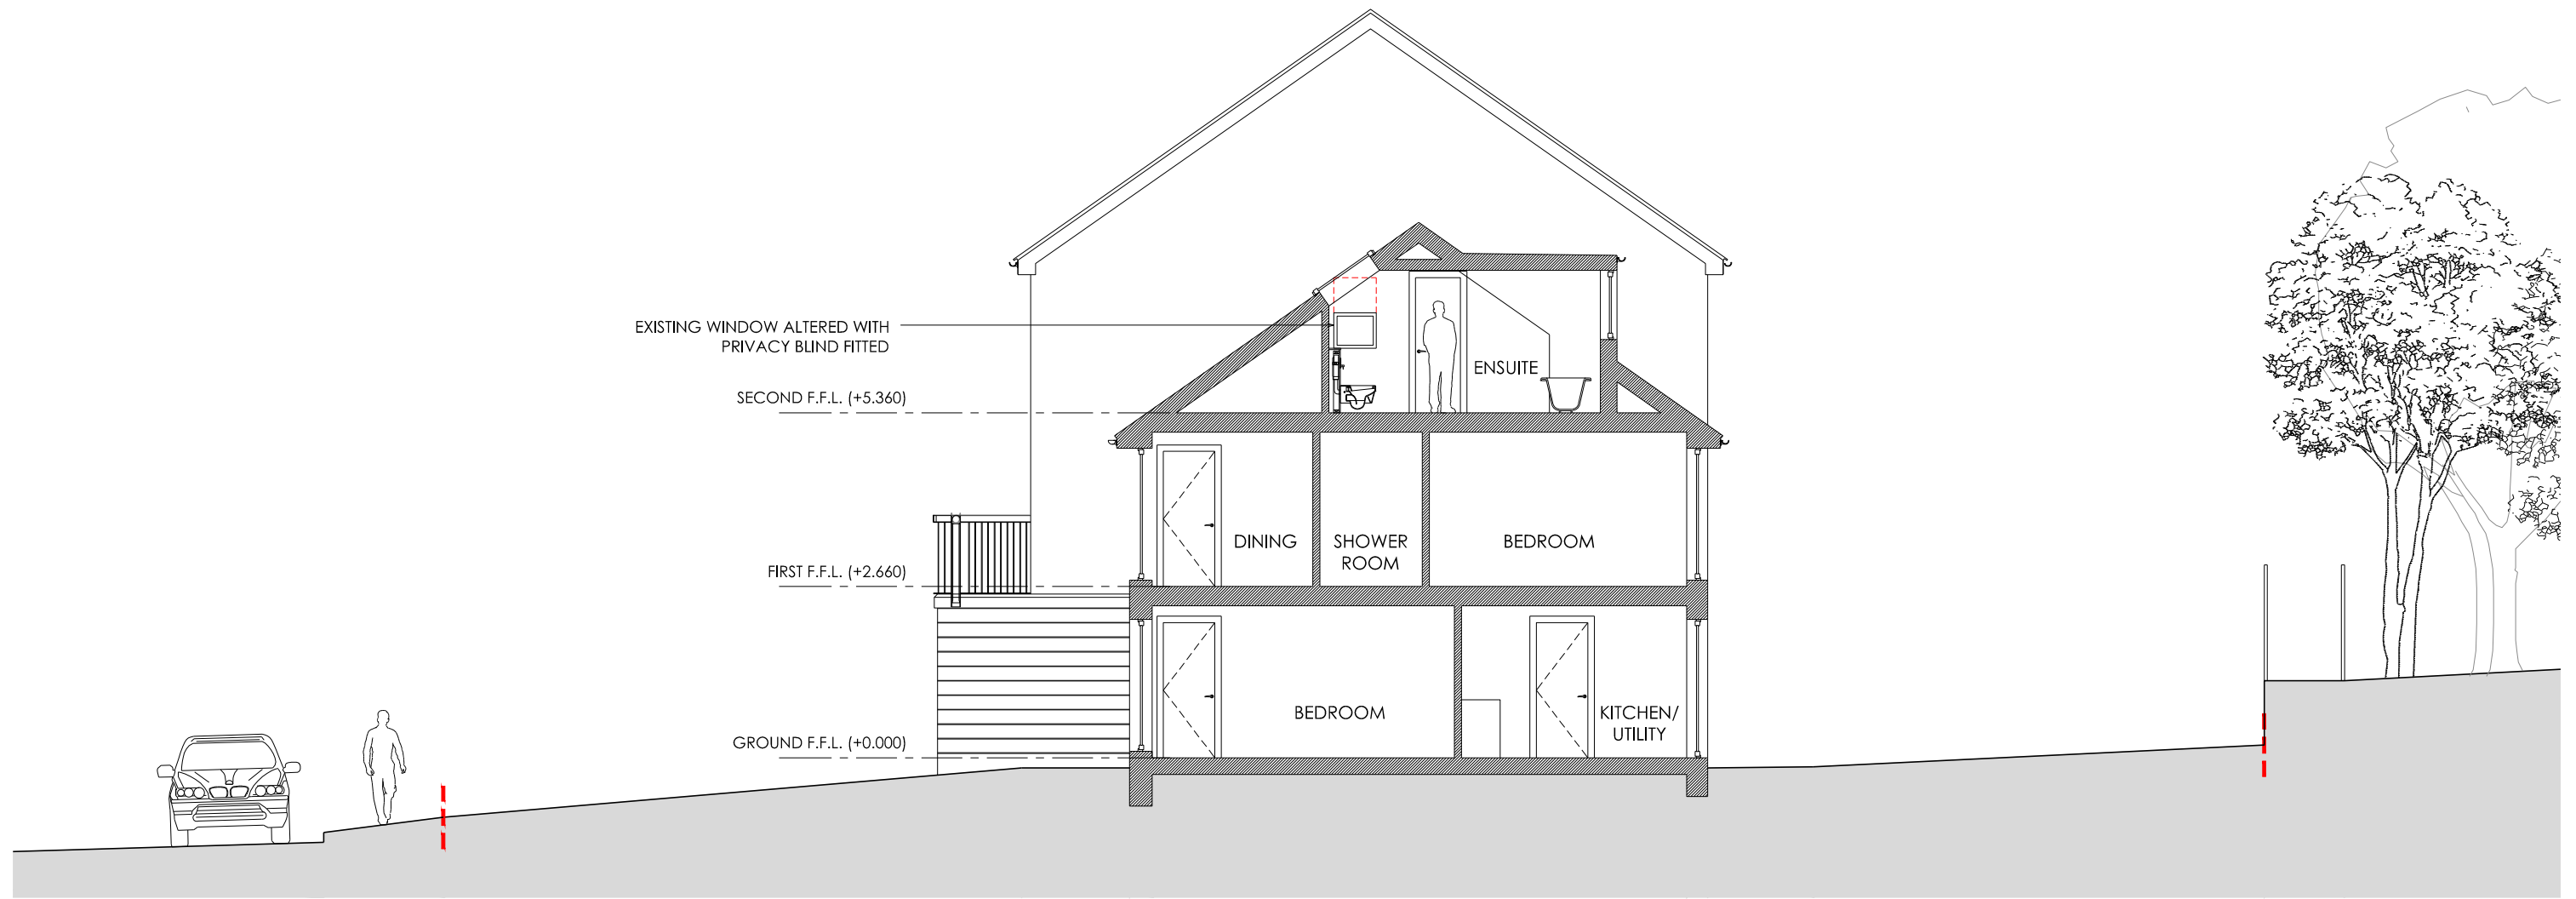 EXISTING WINDOW ALTERED WITH
PRIVACY BLIND FITTED
ENSUITE
SECOND F.F.L. (+5.360)
DINING
SHOWER
ROOM
BEDROOM
FIRST F.F.L. (+2.660)
BEDROOM
KITCHEN/
UTILITY
GROUND F.F.L. (+0.000)